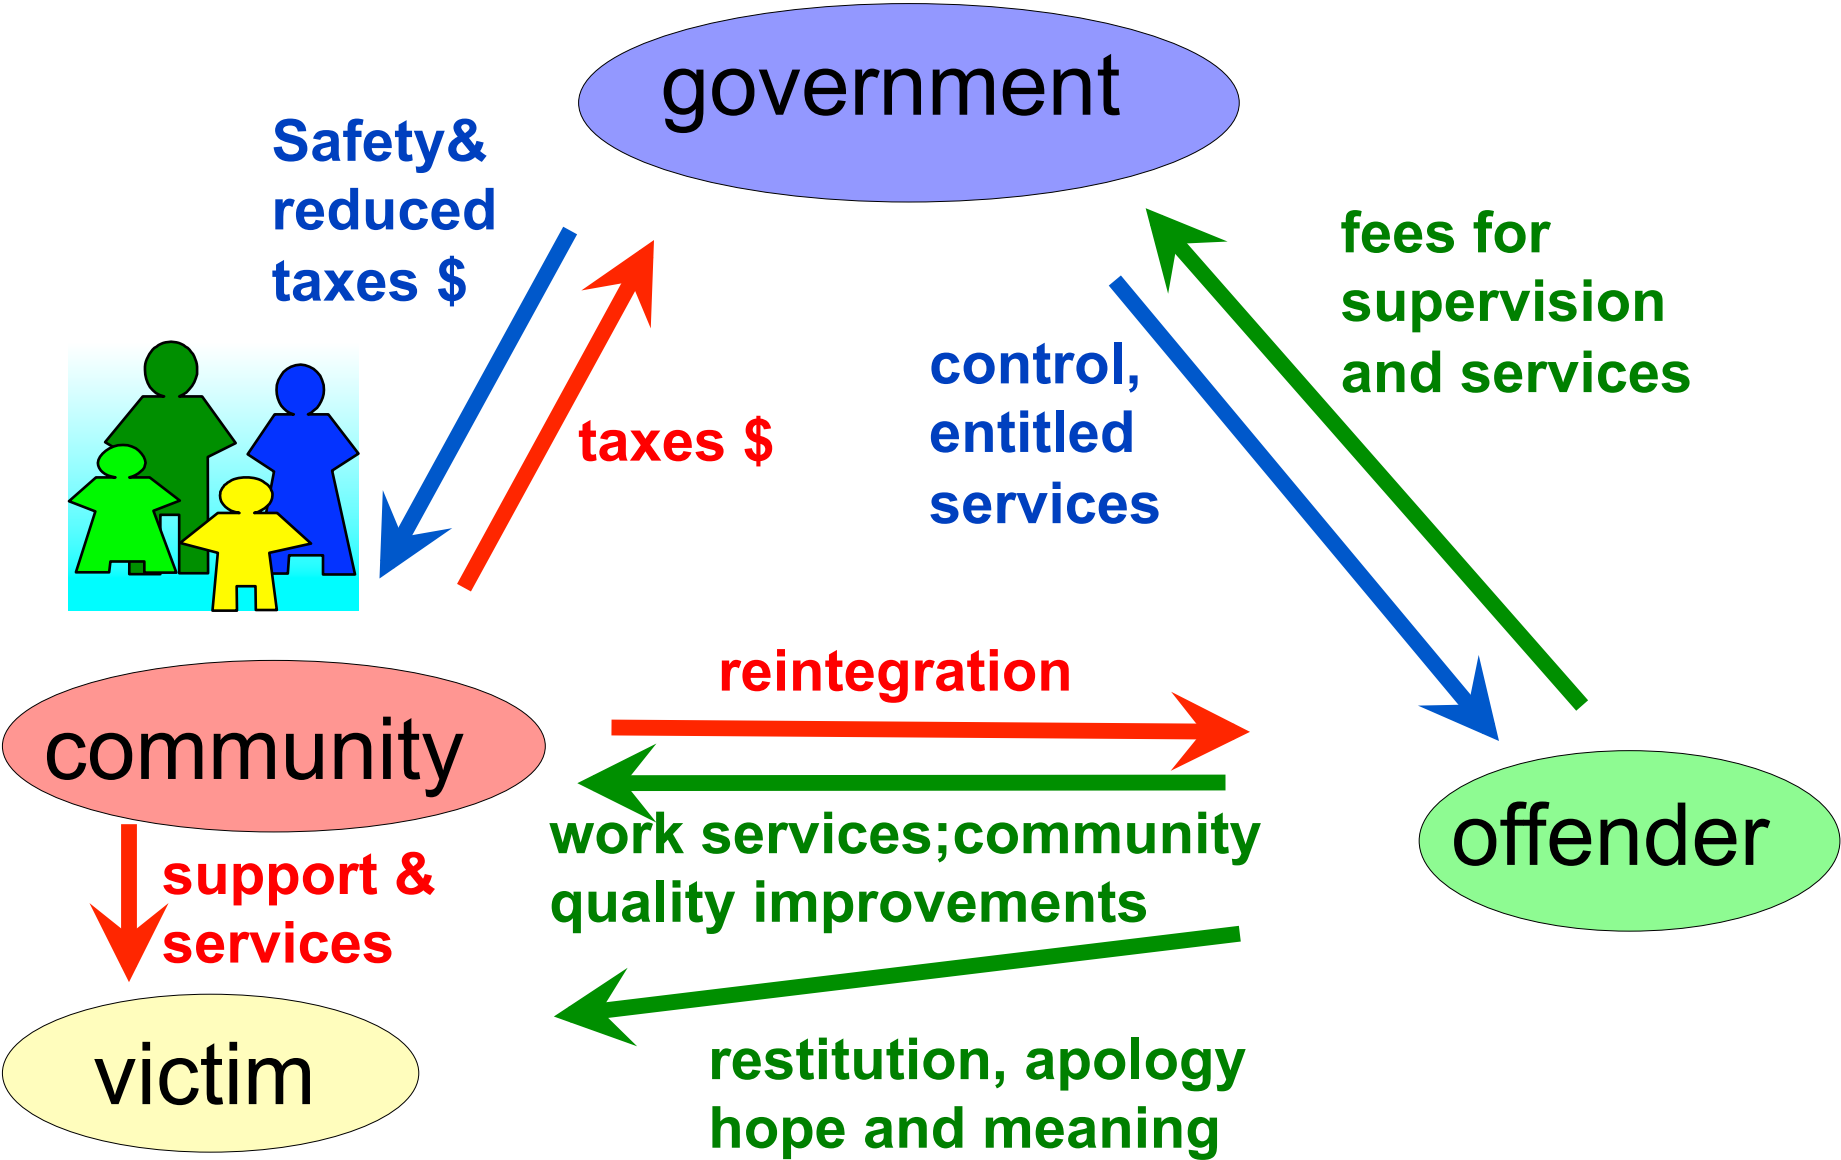 government
Safety&
reduced
taxes $
fees for
supervision
and services
control,
entitled
services
taxes $
reintegration
community
work services;community
quality improvements
offender
support &
services
victim
restitution, apology
hope and meaning